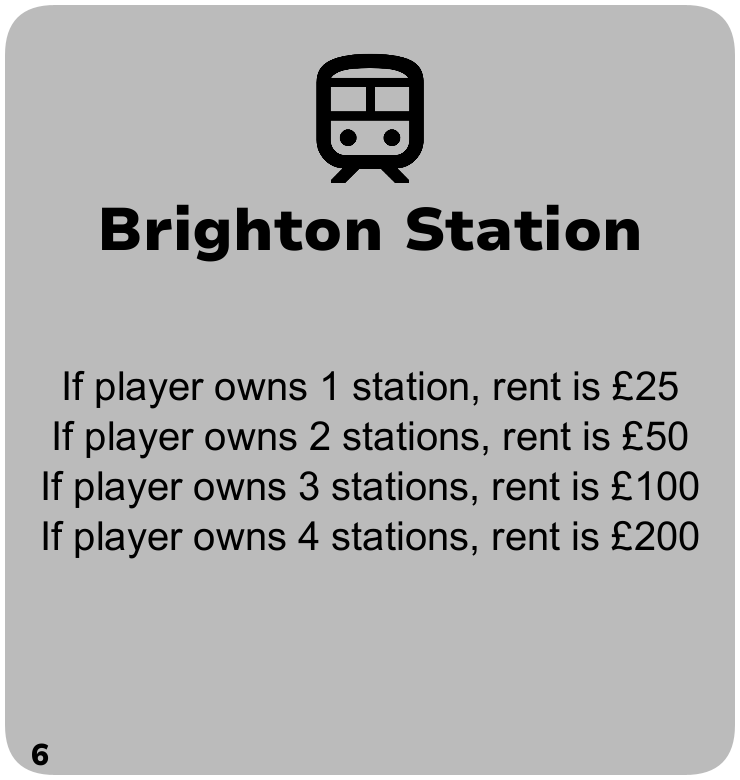 Brighton Station
If player owns 1 station, rent is £25
If player owns 2 stations, rent is £50
If player owns 3 stations, rent is £100
If player owns 4 stations, rent is £200
6